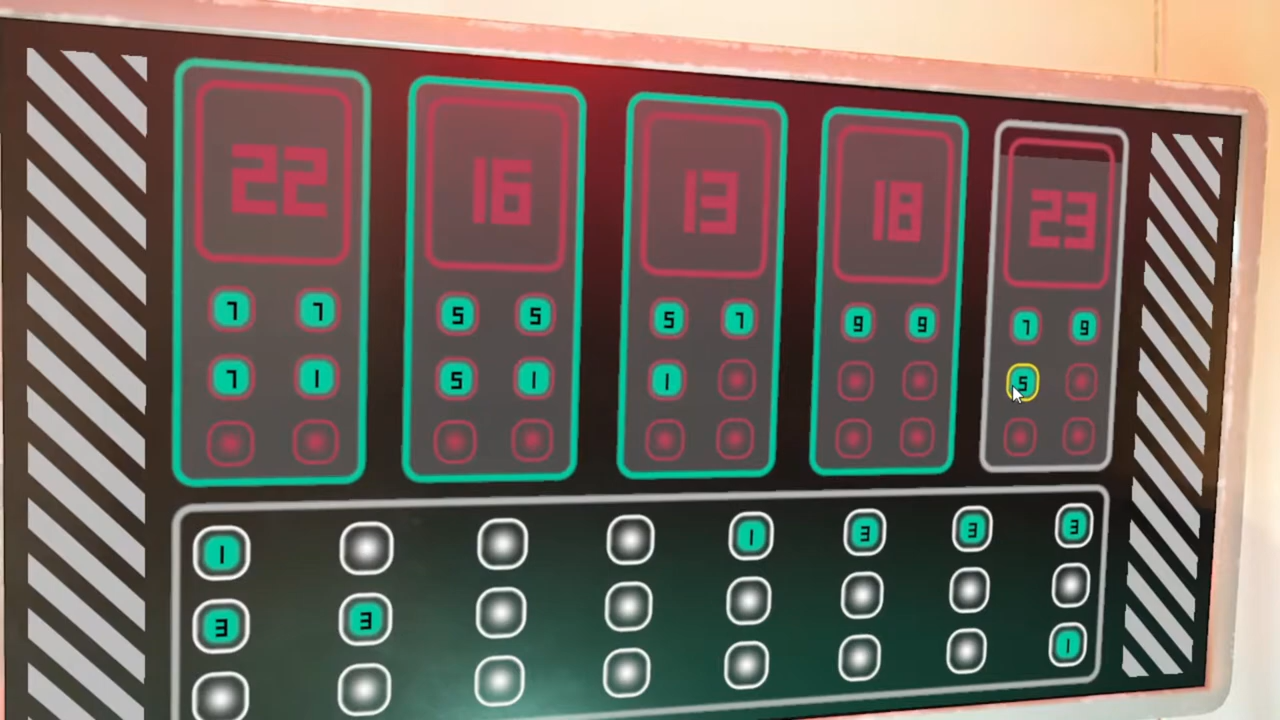 22 16 13 18 23
7 7 5 5 5 7 9 9 7 9
7 1 5 1 1 5
1 1 3 3 3
3 3
1